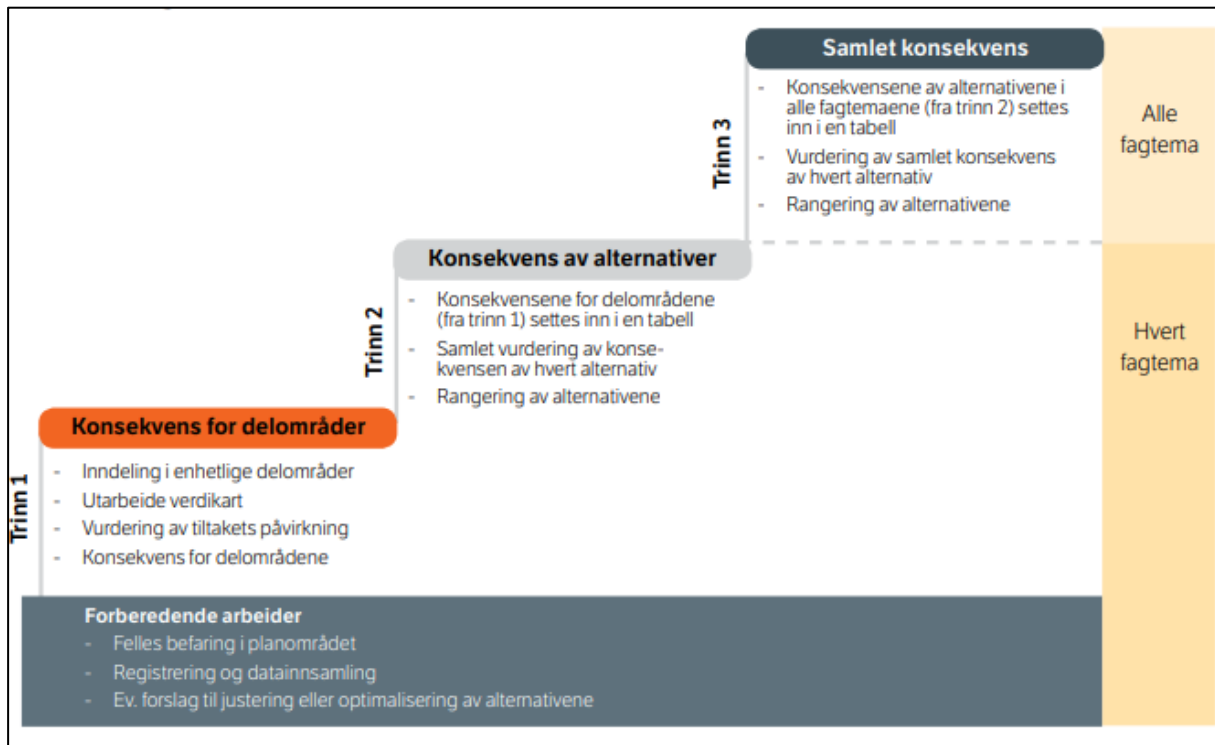 Samlet konsekvens
- Konsekvensene av alternativene i
alle fagtemaene (fra trinn 2) settes
inn i en tabell
- Vurdering av samlet konsekvens
av hvert alternativ
- Rangering av alternativene
Trinn 3
Alle
fagtema
Konsekvens av alternativer
- Konsekvensene for delområdene
(fra trinn 1) settes inn i en tabell
- Samlet vurdering av konse-
kvensen av hvert alternativ
- Rangering av alternativene
Trinn 2
Hvert
fagtema
Konsekvens for delområder
- Inndeling i enhetlige delområder
- Utarbeide verdikart
- Vurdering av tiltakets påvirkning
- Konsekvens for delområdene
Trinn 1
Forberedende arbeider
- Felles befaring i planområdet
- Registrering og datainnsamling
- Ev. forslag til justering eller optimalisering av alternativene